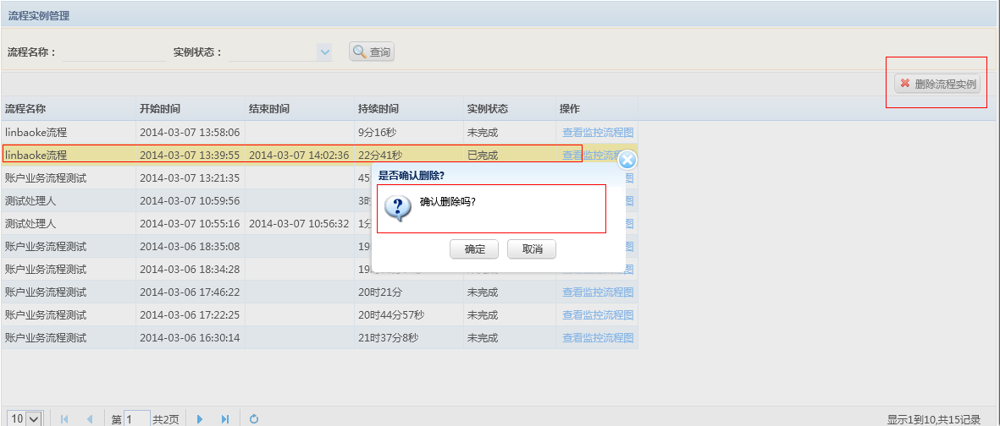 流程实例管理
流程名称： 实例状态： 查询
删除流程实例
流程名称 开始时间 结束时间 持续时间 实例状态 操作
linbaoke流程 2014-03-07 13:58:06 9分16秒 未完成 查看监控流程图
linbaoke流程 2014-03-07 13:39:55 2014-03-07 14:02:36 22分41秒 已完成 查看监控流程
账户业务流程测试 2014-03-07 13:21:35 45 图
测试处理人 2014-03-07 10:59:56 3时 图
测试处理人 2014-03-07 10:55:16 2014-03-07 10:56:32 1分 图
账户业务流程测试 2014-03-06 18:35:08 19 图
账户业务流程测试 2014-03-06 18:34:28 19 图
账户业务流程测试 2014-03-06 17:46:22 20时21分 未完成 查看监控流程图
账户业务流程测试 2014-03-06 17:22:25 20时44分57秒 未完成 查看监控流程图
账户业务流程测试 2014-03-06 16:30:14 21时37分8秒 未完成 查看监控流程图
是否确认删除?
确认删除吗?
确定 取消
10 第 1 共2页 显示1到10,共15记录